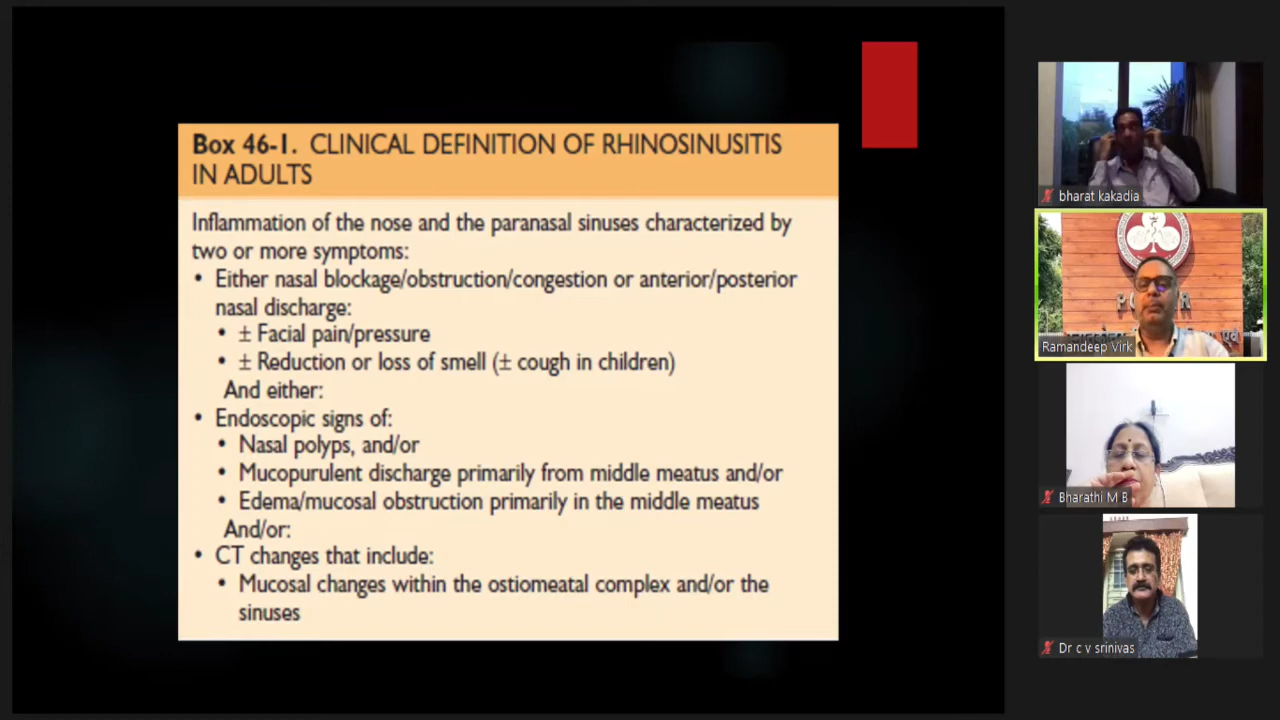 Box 46-1. CLINICAL DEFINITION OF RHINOSINUSITIS
IN ADULTS
Inflammation of the nose and the paranasal sinuses characterized by
two or more symptoms:
• Either nasal blockage/obstruction/congestion or anterior/posterior
nasal discharge:
• ± Facial pain/pressure
• ± Reduction or loss of smell (± cough in children)
And either:
• Endoscopic signs of:
• Nasal polyps, and/or
• Mucopurulent discharge primarily from middle meatus and/or
• Edema/mucosal obstruction primarily in the middle meatus
And/or:
• CT changes that include:
• Mucosal changes within the ostiomeatal complex and/or the
sinuses
bharat kakadia
Ramandeep Virk
Bharathi M B
Dr c v srinivas